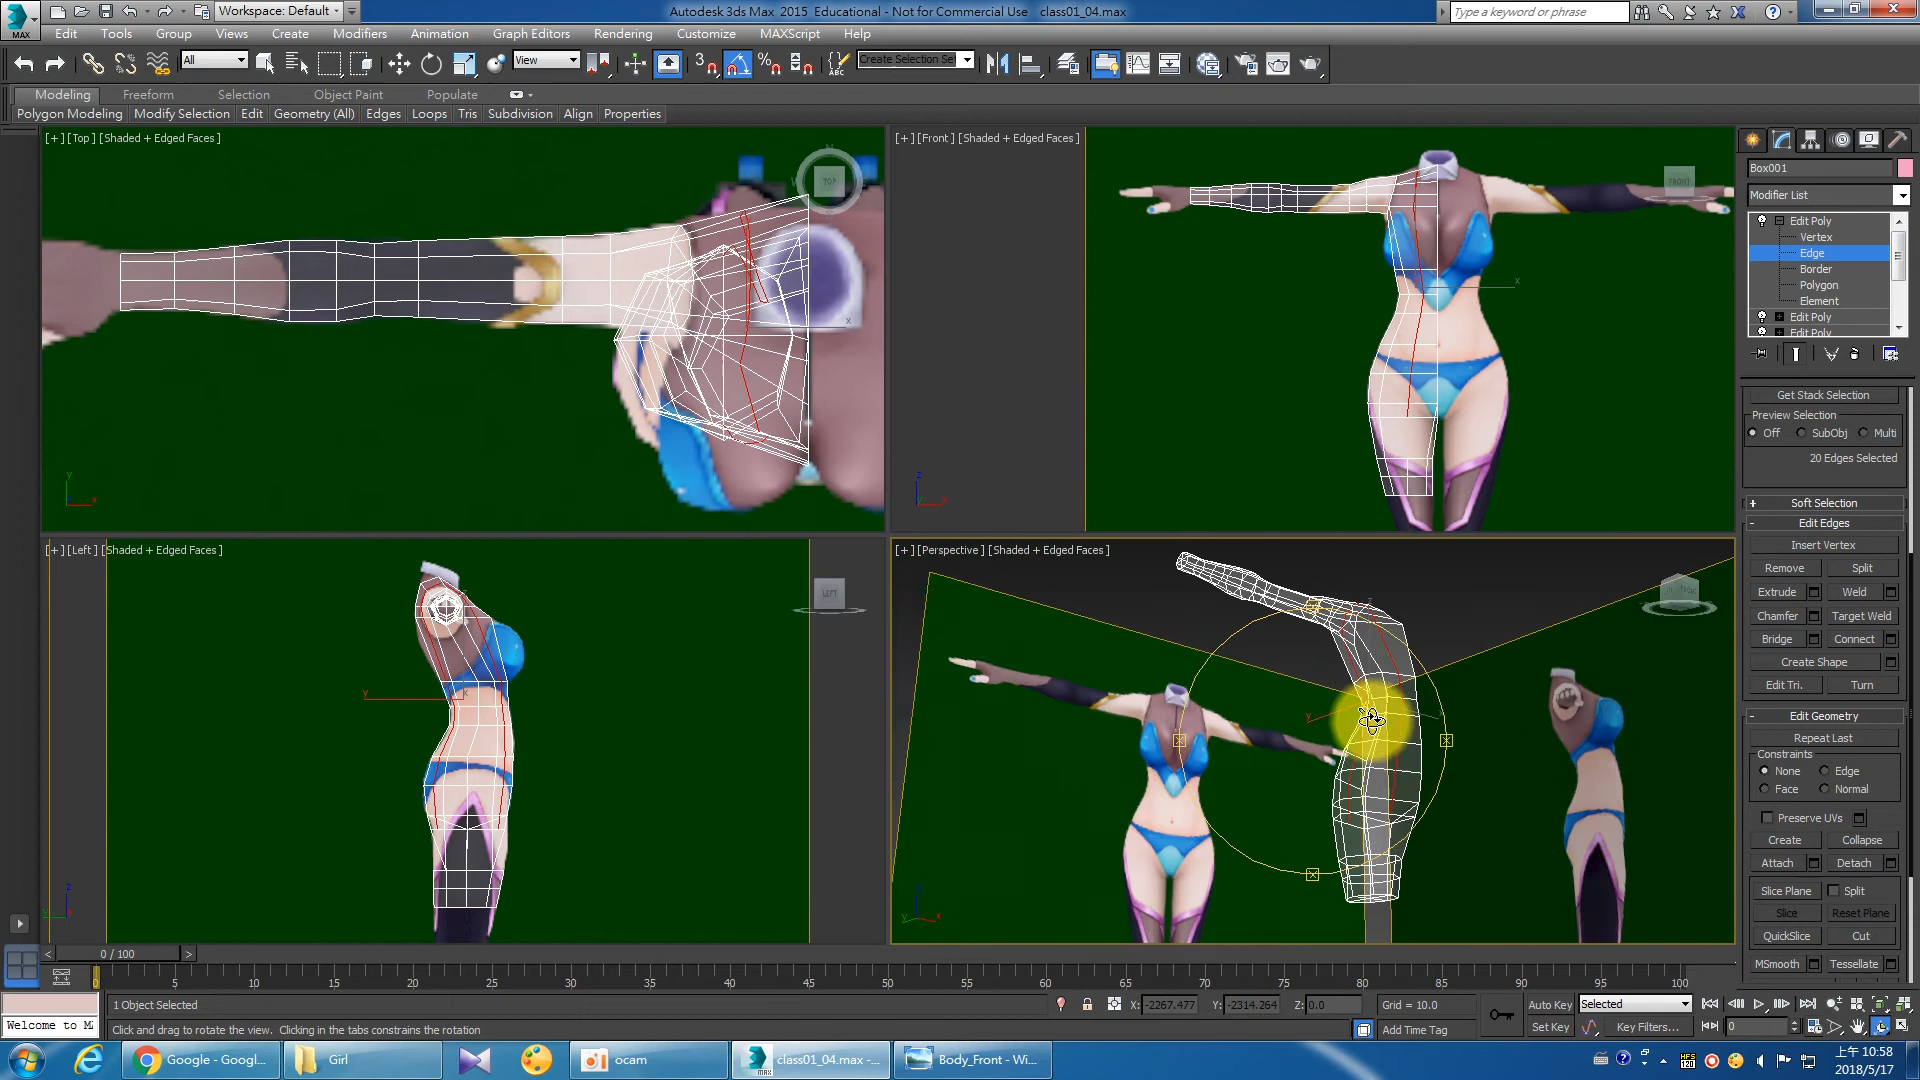 Workspace: Default
Autodesk 3ds Max 2015 Educational - Not for Commercial Use class01_04.max
Type a keyword or phrase
MAX
Edit Tools Group Views Create Modifiers Animation Graph Editors Rendering Customize MAXScript Help
All
View
3
ABC
Create Selection Se
Modeling Freeform Selection Object Paint Populate
Polygon Modeling Modify Selection Edit Geometry (All) Edges Loops Tris Subdivision Align Properties
[+][Top][Shaded + Edged Faces]
TOP
[+][Front][Shaded + Edged Faces]
FRONT
[+][Left][Shaded + Edged Faces]
LEFT
[+][Perspective][Shaded + Edged Faces]
Box001
Modifier List
Edit Poly
Vertex
Edge
Border
Polygon
Element
Edit Poly
Edit Poly
Get Stack Selection
Preview Selection
Off SubObj Multi
20 Edges Selected
+ Soft Selection
- Edit Edges
Insert Vertex
Remove Split
Extrude Weld
Chamfer Target Weld
Bridge Connect
Create Shape
Edit Tri. Turn
- Edit Geometry
Repeat Last
Constraints
None Edge
Face Normal
Preserve UVs
Create Collapse
Attach Detach
Slice Plane Split
Slice Reset Plane
QuickSlice Cut
MSmooth Tessellate
< 0 / 100 >
0 5 10 15 20 25 30 35 40 45 50 55 60 65 70 75 80 85 90 95 100
1 Object Selected
X: -2267.477 Y: -2314.264 Z: 0.0 Grid = 10.0
Auto Key Selected
Welcome to M
Click and drag to rotate the view. Clicking in the tabs constrains the rotation
Add Time Tag
Set Key Key Filters... 0
Google - Googl...
Girl
ocam
class01_04.max -...
Body_Front - Wi...
上午 10:58
2018/5/17